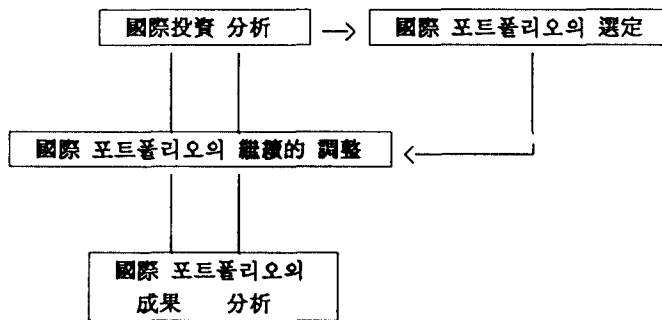 國際投資 分析
國際 포트폴리오의 選定
國際 포트폴리오의 繼續的 調整
國際 포트폴리오의
成果 分析